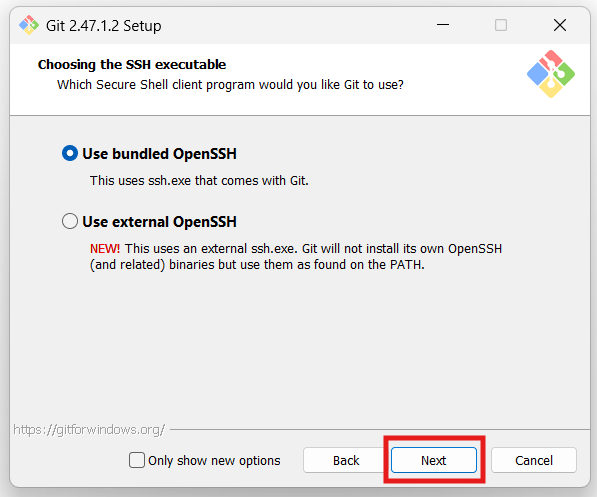 Git 2.47.1.2 Setup
Choosing the SSH executable
Which Secure Shell client program would you like Git to use?
Use bundled OpenSSH
This uses ssh.exe that comes with Git.
Use external OpenSSH
NEW! This uses an external ssh.exe. Git will not install its own OpenSSH
(and related) binaries but use them as found on the PATH.
https://gitforwindows.org/
Only show new options
Back
Next
Cancel